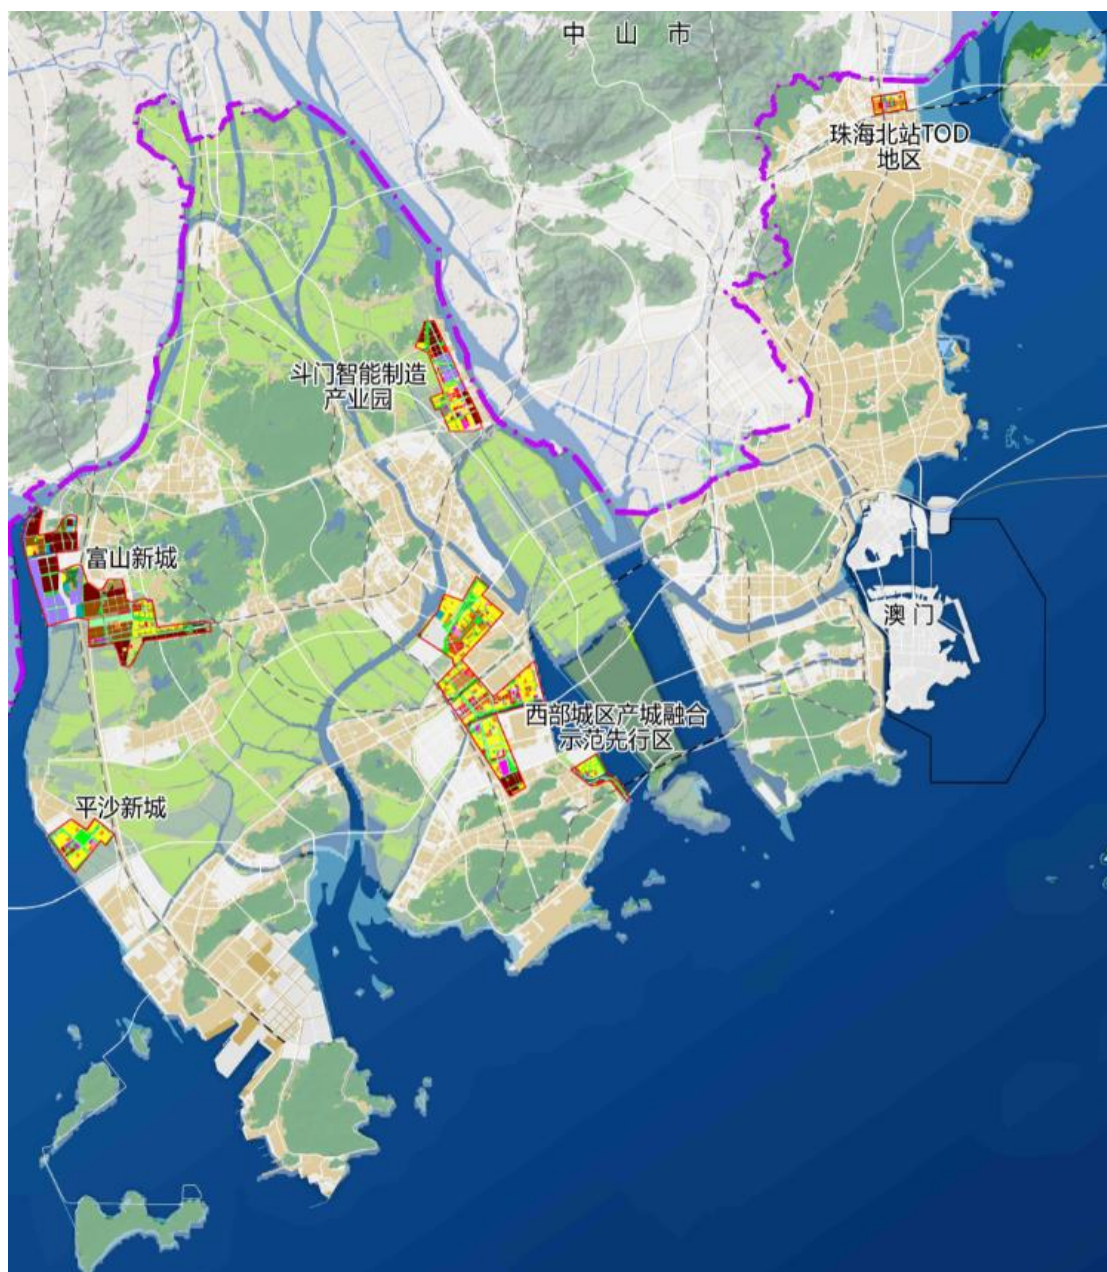 中 山 市
珠海北站TOD
地区
斗门智能制造
产业园
富山新城
澳 门
西部城区产城融合
示范先行区
平沙新城